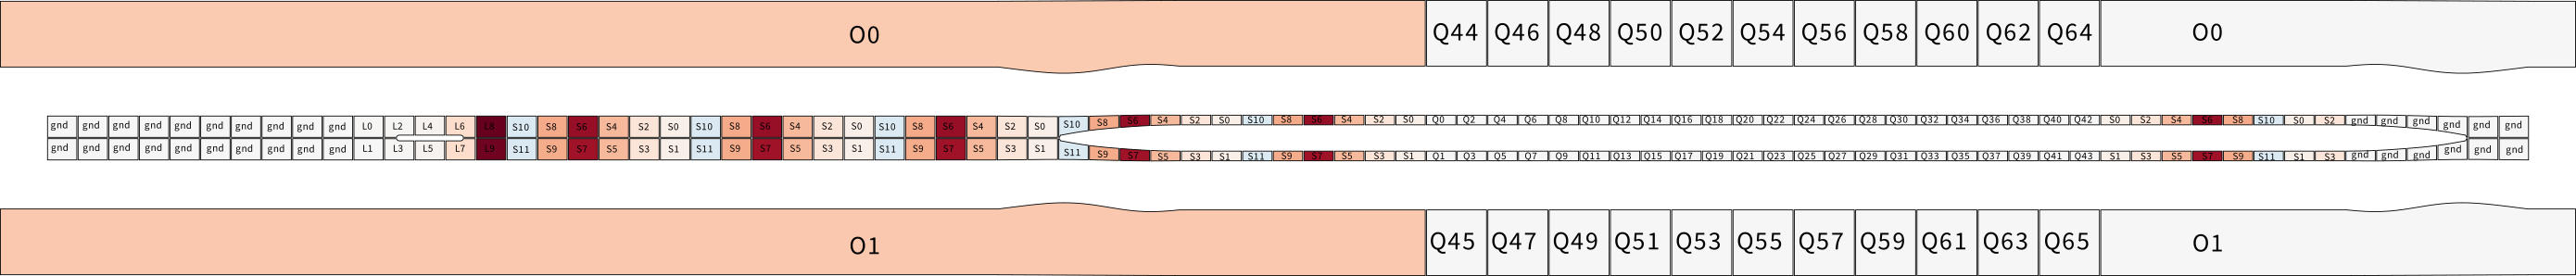 O0 Q44 Q46 Q48 Q50 Q52 Q54 Q56 Q58 Q60 Q62 Q64 O0
gnd gnd gnd gnd gnd gnd gnd gnd gnd gnd L0 L2 L4 L6 L8 S10 S8 S6 S4 S2 S0 S10 S8 S6 S4 S2 S0 S10 S8 S6 S4 S2 S0 S10 S8 S6 S4 S2 S0 S10 S8 S6 S4 S2 S0 Q0 Q2 Q4 Q6 Q8 Q10 Q12 Q14 Q16 Q18 Q20 Q22 Q24 Q26 Q28 Q30 Q32 Q34 Q36 Q38 Q40 Q42 S0 S2 S4 S6 S8 S10 S0 S2 gnd gnd gnd gnd gnd gnd
gnd gnd gnd gnd gnd gnd gnd gnd gnd gnd L1 L3 L5 L7 L9 S11 S9 S7 S5 S3 S1 S11 S9 S7 S5 S3 S1 S11 S9 S7 S5 S3 S1 S11 S9 S7 S5 S3 S1 S11 S9 S7 S5 S3 S1 Q1 Q3 Q5 Q7 Q9 Q11 Q13 Q15 Q17 Q19 Q21 Q23 Q25 Q27 Q29 Q31 Q33 Q35 Q37 Q39 Q41 Q43 S1 S3 S5 S7 S9 S11 S1 S3 gnd gnd gnd gnd gnd gnd
O1 Q45 Q47 Q49 Q51 Q53 Q55 Q57 Q59 Q61 Q63 Q65 O1